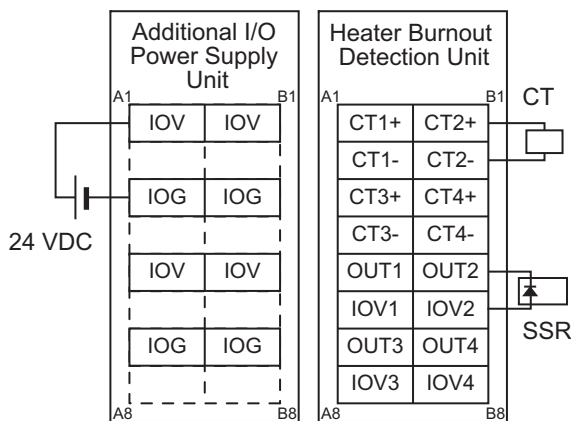 Additional I/O
Power Supply
Unit
A1
B1
IOV IOV
IOG IOG
IOV IOV
IOG IOG
A8
B8
24 VDC
Heater Burnout
Detection Unit
A1
B1
CT1+ CT2+
CT1- CT2-
CT3+ CT4+
CT3- CT4-
OUT1 OUT2
IOV1 IOV2
OUT3 OUT4
IOV3 IOV4
A8
B8
CT
SSR